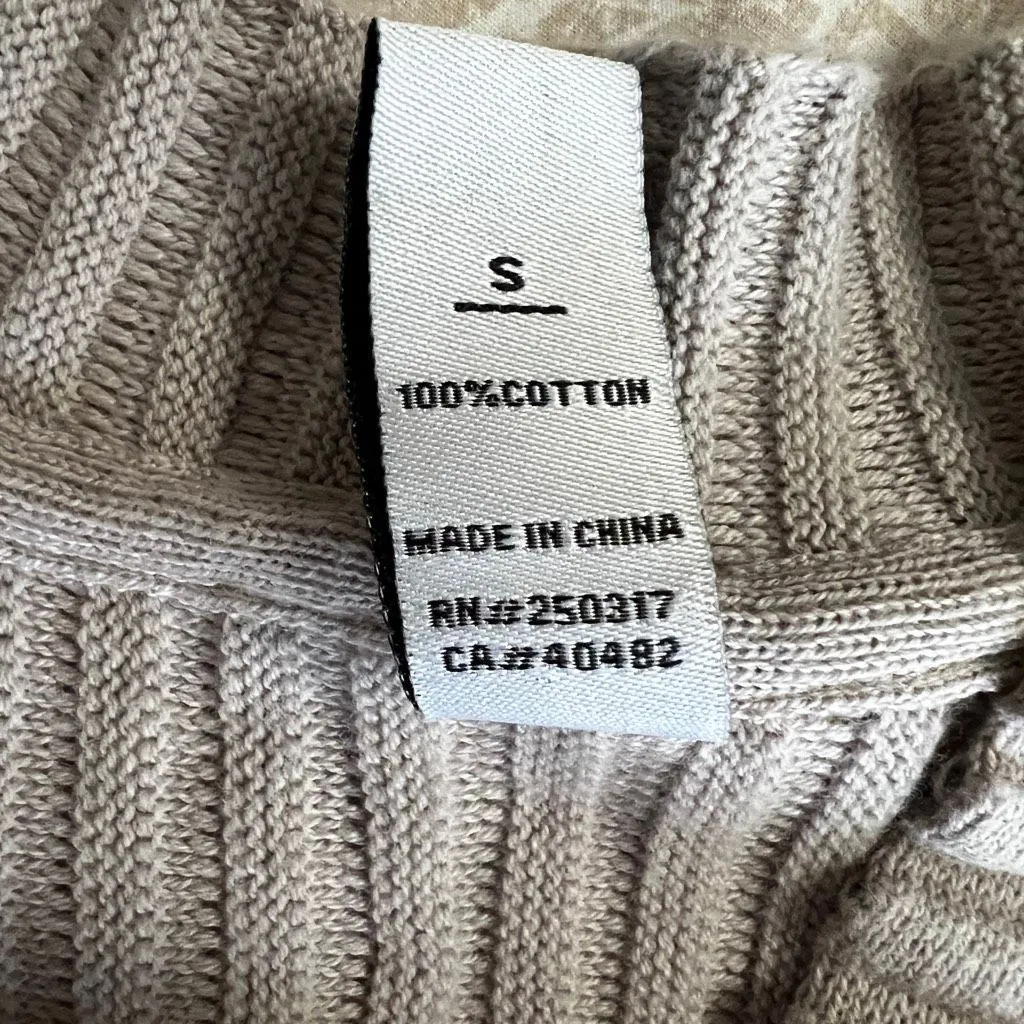 S
100%COTTON
MADE IN CHINA
RN#250317
CA#40482